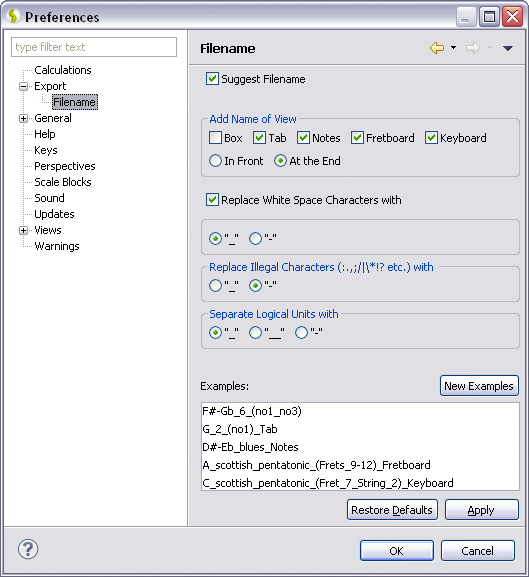 Preferences
type filter text
Calculations
Export
Filename
General
Help
Keys
Perspectives
Scale Blocks
Sound
Updates
Views
Warnings
Filename
Suggest Filename
Add Name of View
Box Tab Notes Fretboard Keyboard
In Front At the End
Replace White Space Characters with
"_" "-"
Replace Illegal Characters (:.,;/|\*!? etc.) with
"_" "-"
Separate Logical Units with
"_" "__" "-"
Examples: New Examples
F#-Gb_6_(no1_no3)
G_2_(no1)_Tab
D#-Eb_blues_Notes
A_scottish_pentatonic_(Frets_9-12)_Fretboard
C_scottish_pentatonic_(Fret_7_String_2)_Keyboard
Restore Defaults Apply
? OK Cancel